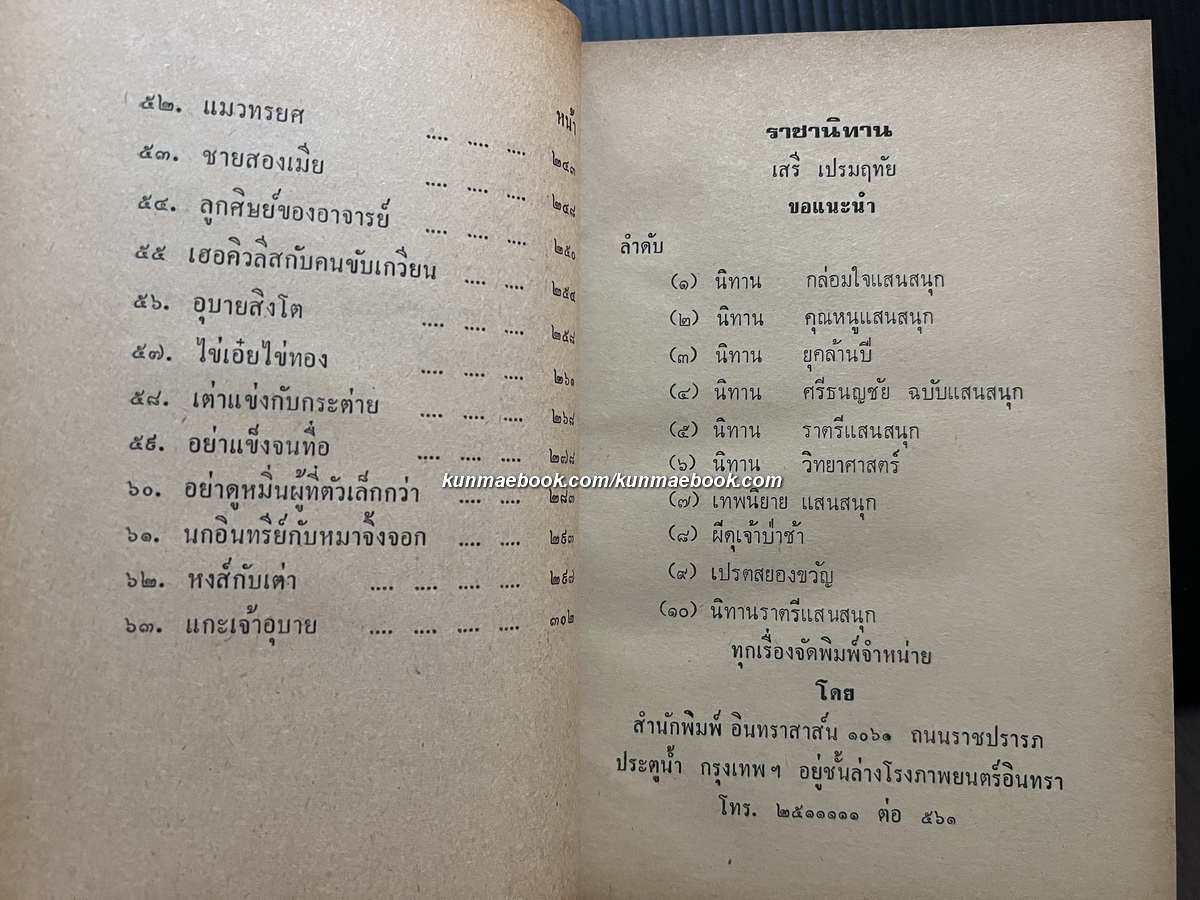 หน้า
๕๒. แมวทรยศ .... .... .... ๒๔๓
๕๓. ชายสองเมีย .... .... .... ๒๔๘
๕๔. ลูกศิษย์ของอาจารย์ .... .... .... ๒๕๐
๕๕ เฮอคิวลีสกับคนขับเกวียน .... .... ๒๕๔
๕๖. อุบายสิงโต .... .... .... ๒๕๘
๕๗. ไข่เอ๋ยไข่ทอง .... .... .... ๒๖๑
๕๘. เต่าแข่งกับกระต่าย .... .... .... ๒๖๘
๕๙. อย่าแข็งจนทื่อ .... .... .... ๒๗๘
๖๐. อย่าดูหมิ่นผู้ที่ตัวเล็กกว่า .... .... ๒๘๓
๖๑. นกอินทรีย์กับหมาจิ้งจอก .... .... ๒๙๓
๖๒. หงส์กับเต่า .... .... .... .... ๒๙๗
๖๓. แกะเจ้าอุบาย .... .... .... .... ๓๐๒
ราชานิทาน
เสรี เปรมฤทัย
ขอแนะนำ
ลำดับ
(๑) นิทาน กล่อมใจแสนสนุก
(๒) นิทาน คุณหนูแสนสนุก
(๓) นิทาน ยุคล้านปี
(๔) นิทาน ศรีธนญชัย ฉบับแสนสนุก
(๕) นิทาน ราตรีแสนสนุก
(๖) นิทาน วิทยาศาสตร์
(๗) เทพนิยาย แสนสนุก
(๘) ผีดุเจ้าป่าช้า
(๙) เปรตสยองขวัญ
(๑๐) นิทานราตรีแสนสนุก
ทุกเรื่องจัดพิมพ์จำหน่าย
โดย
สำนักพิมพ์ อินทราสาส์น ๑๐๖๑ ถนนราชปรารภ
ประตูน้ำ กรุงเทพฯ อยู่ชั้นล่างโรงภาพยนตร์อินทรา
โทร. ๒๕๑๑๑๑๑ ต่อ ๕๖๑
kunmaebook.com/kunmaebook.com